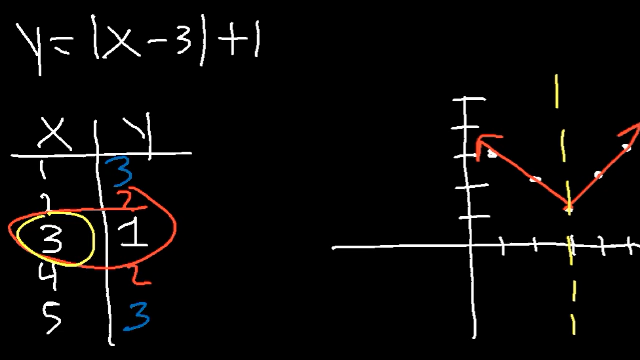 y = |x - 3| + 1
X | Y
1 | 3
2 | 2
3 | 1
4 | 2
5 | 3